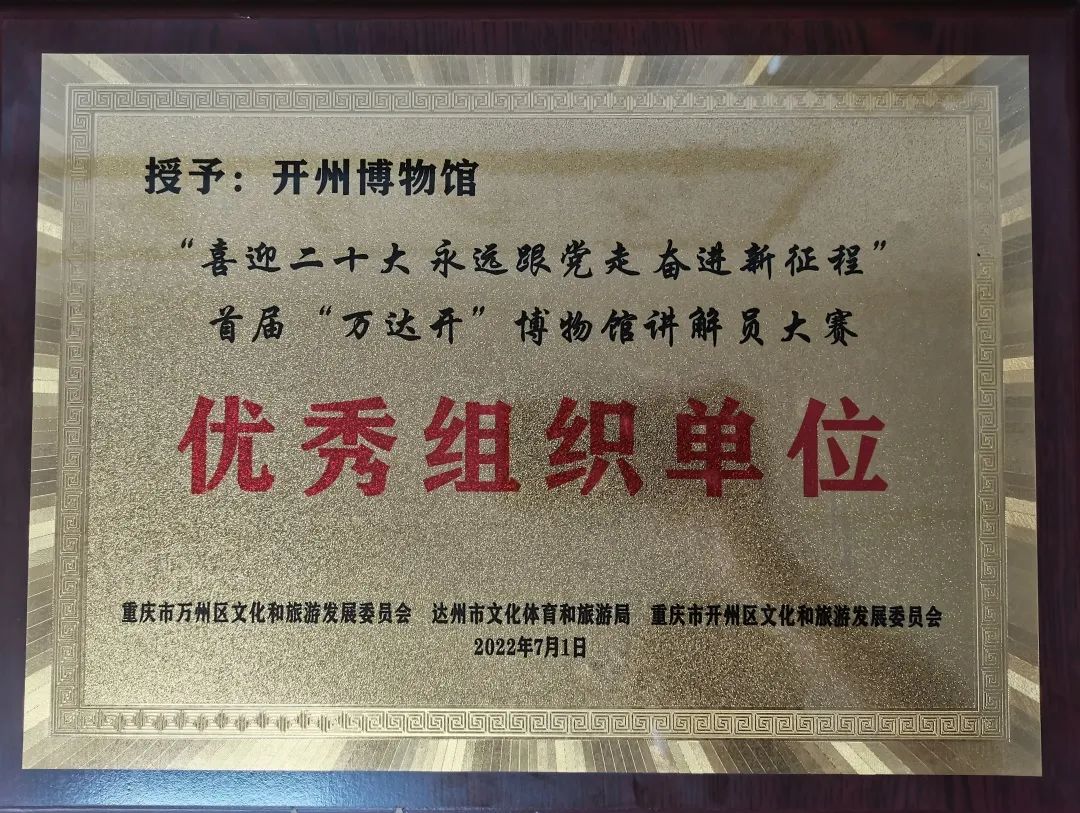 授予：开州博物馆
“喜迎二十大 永远跟党走 奋进新征程”
首届“万达开”博物馆讲解员大赛
优秀组织单位
重庆市万州区文化和旅游发展委员会 达州市文化体育和旅游局 重庆市开州区文化和旅游发展委员会
2022年7月1日